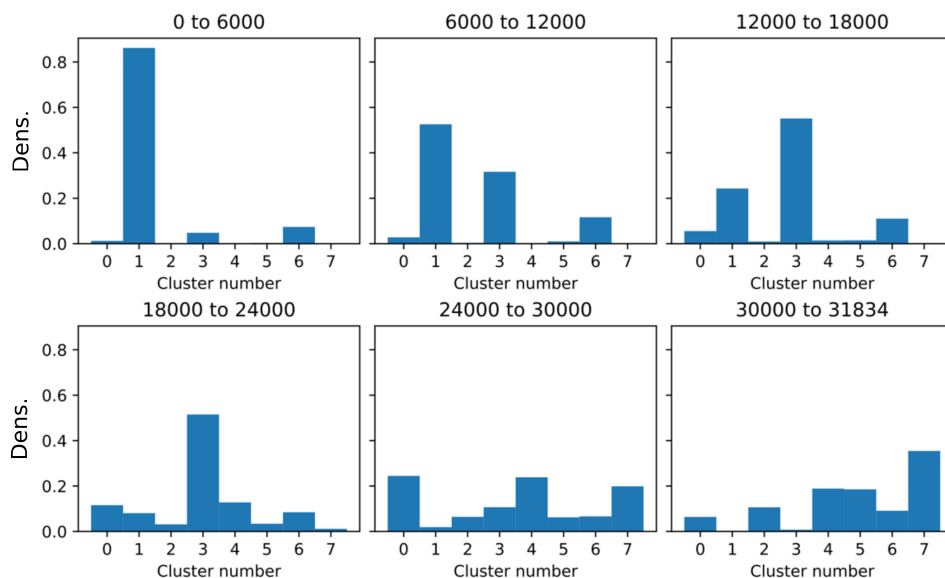 0 to 6000
6000 to 12000
12000 to 18000
Dens.
0.8
0.6
0.4
0.2
0.0
0 1 2 3 4 5 6 7
0 1 2 3 4 5 6 7
0 1 2 3 4 5 6 7
Cluster number
Cluster number
Cluster number
18000 to 24000
24000 to 30000
30000 to 31834
Dens.
0.8
0.6
0.4
0.2
0.0
0 1 2 3 4 5 6 7
0 1 2 3 4 5 6 7
0 1 2 3 4 5 6 7
Cluster number
Cluster number
Cluster number